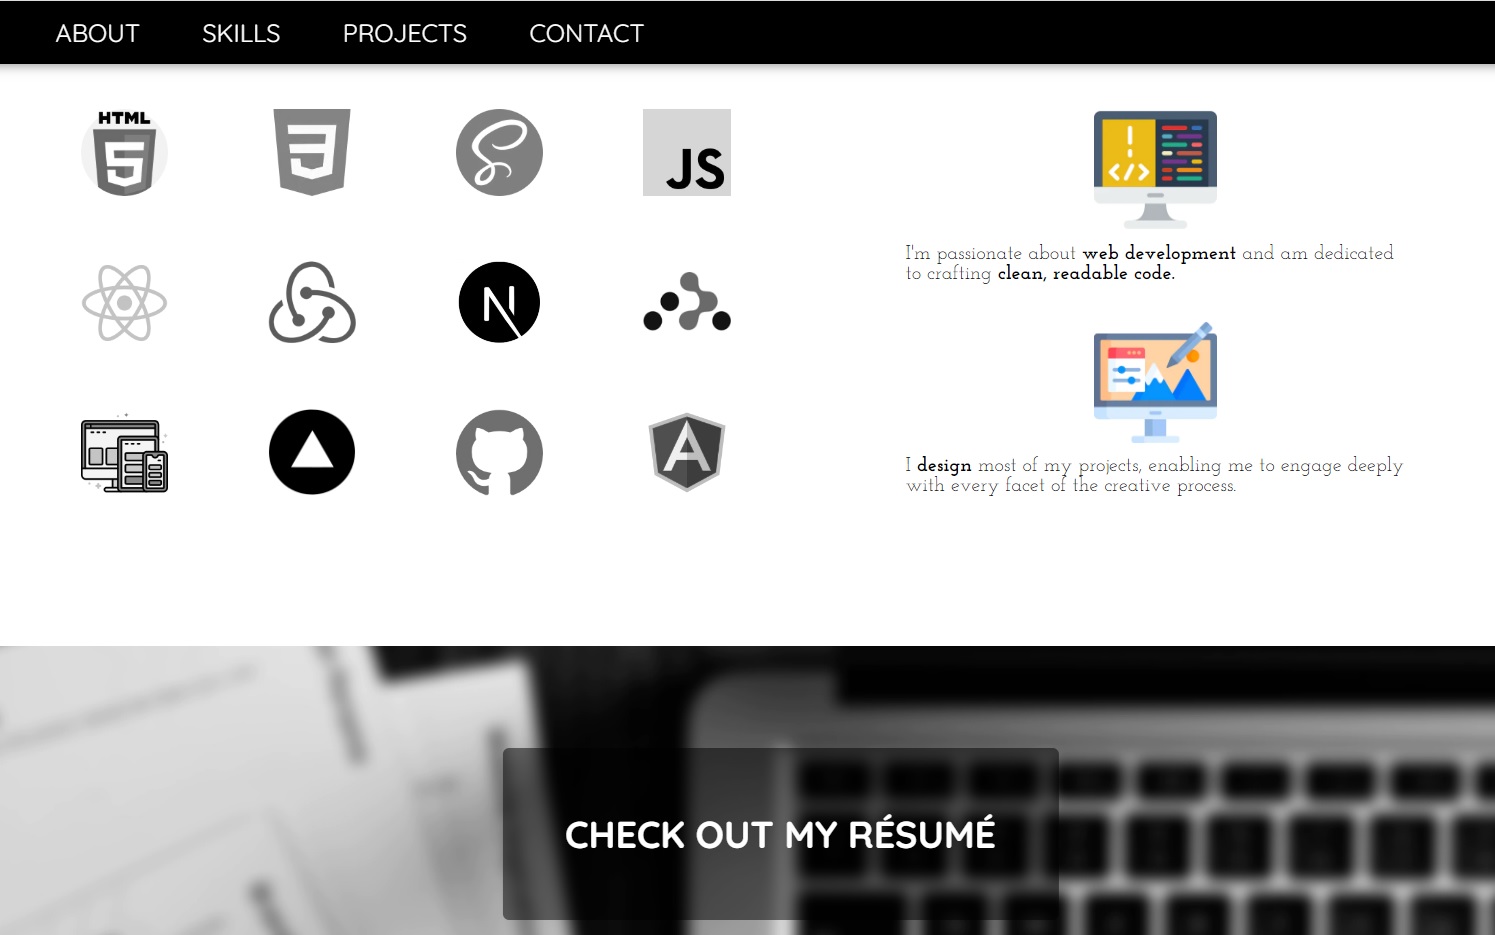 ABOUT SKILLS PROJECTS CONTACT
HTML
5
3
S
JS
N
A
</>
I'm passionate about web development and am dedicated
to crafting clean, readable code.
I design most of my projects, enabling me to engage deeply
with every facet of the creative process.
CHECK OUT MY RÉSUMÉ